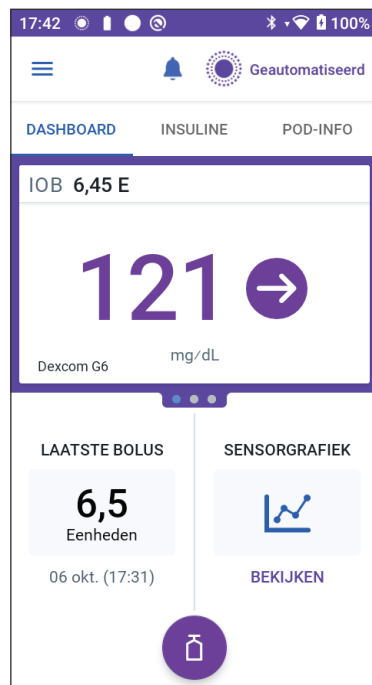 17:42 100%
Geautomatiseerd
DASHBOARD INSULINE POD-INFO
IOB 6,45 E
121
mg/dL
Dexcom G6
LAATSTE BOLUS SENSORGRAFIEK
6,5
Eenheden
06 okt. (17:31) BEKIJKEN